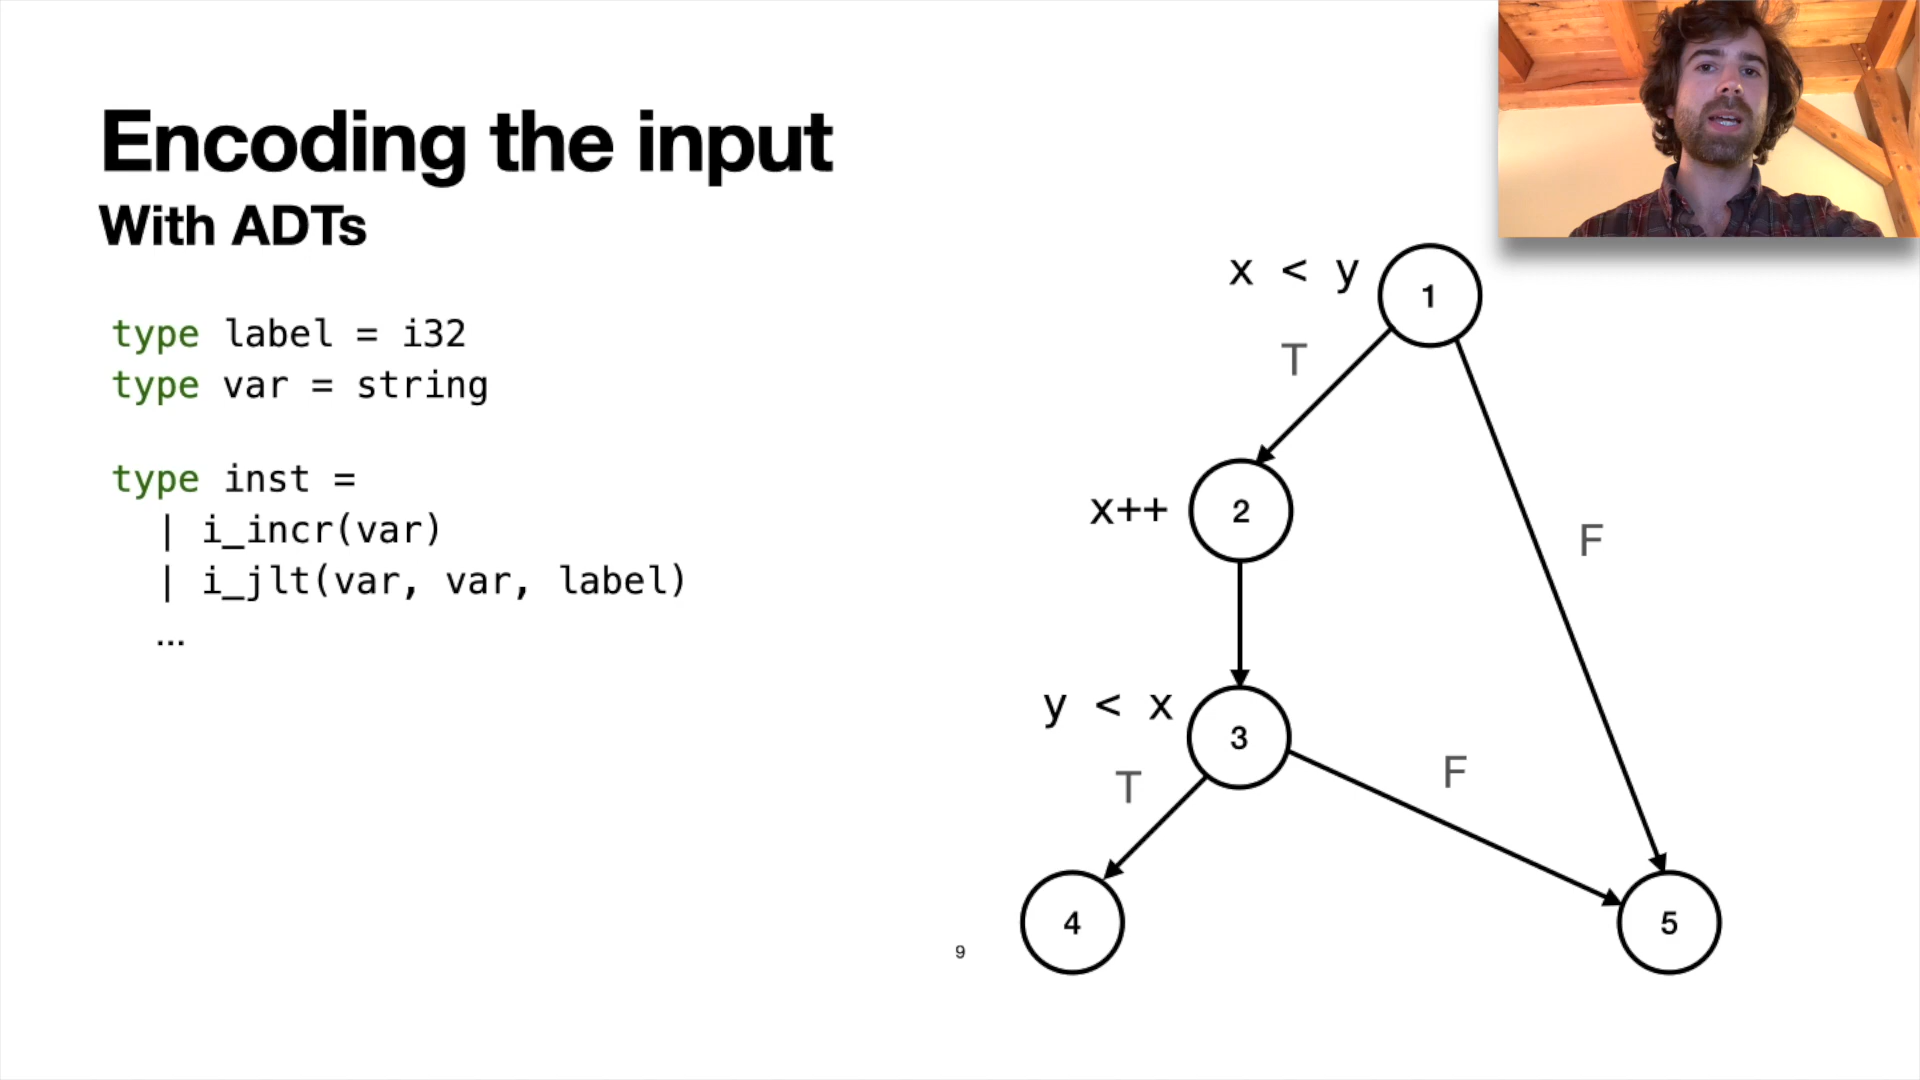 Encoding the input
With ADTs
type label = i32
type var = string
type inst =
| i_incr(var)
| i_jlt(var, var, label)
...
x < y
1
T
F
x++
2
y < x
3
T
F
4
5
9